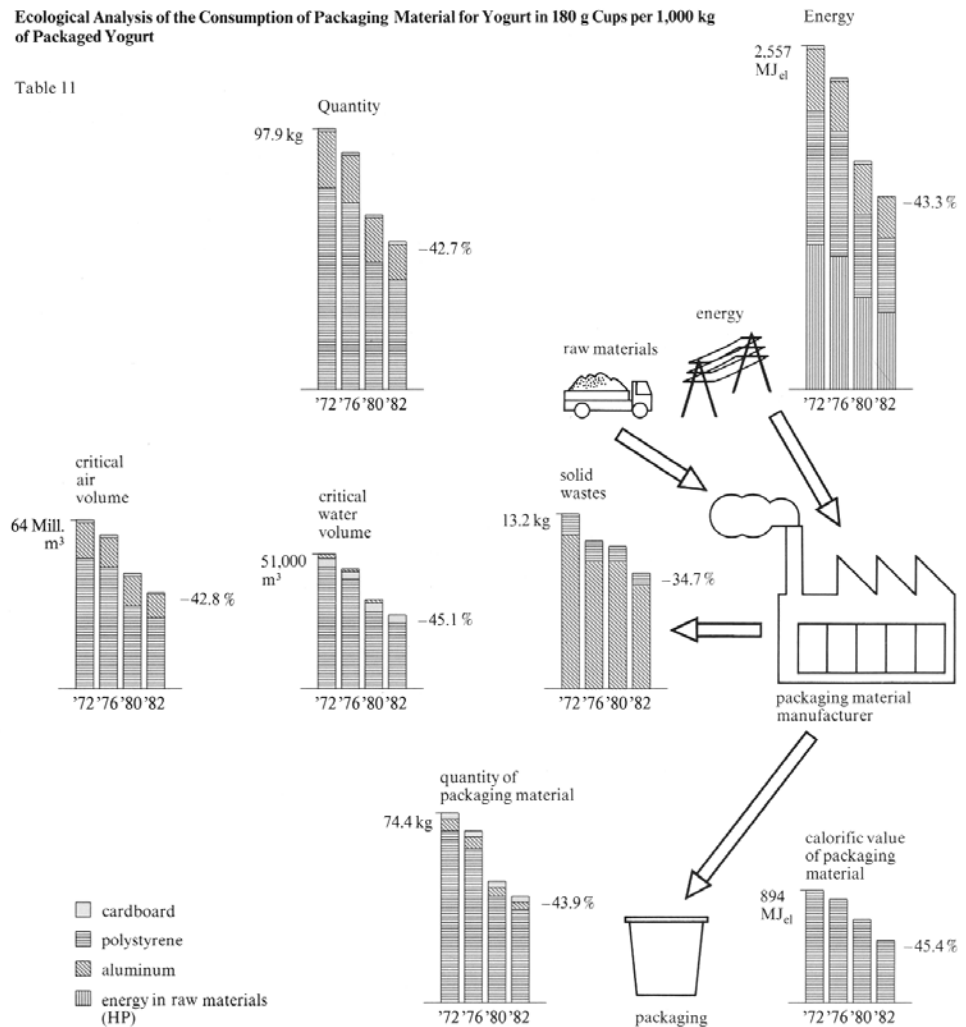 Ecological Analysis of the Consumption of Packaging Material for Yogurt in 180 g Cups per 1,000 kg
of Packaged Yogurt
Table 11
Energy
2,557
MJel
–43.3 %
'72 '76 '80 '82
Quantity
97.9 kg
–42.7 %
'72 '76 '80 '82
raw materials
energy
critical
air
volume
64 Mill.
m³
–42.8 %
'72 '76 '80 '82
critical
water
volume
51,000
m³
–45.1 %
'72 '76 '80 '82
solid
wastes
13.2 kg
–34.7 %
'72 '76 '80 '82
packaging material
manufacturer
quantity of
packaging material
74.4 kg
–43.9 %
'72 '76 '80 '82
packaging
calorific value
of packaging
material
894
MJel
–45.4 %
'72 '76 '80 '82
cardboard
polystyrene
aluminum
energy in raw materials
(HP)